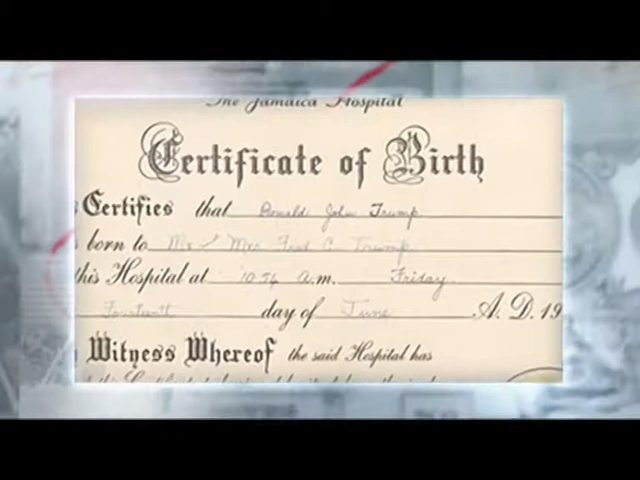 The Jamaica Hospital
Certificate of Birth
Certifies that Donald John Trump
born to Mr & Mrs Fred C. Trump
this Hospital at 10:54 a.m. Friday
Fourteenth day of June A.D. 19
Witness Whereof the said Hospital has